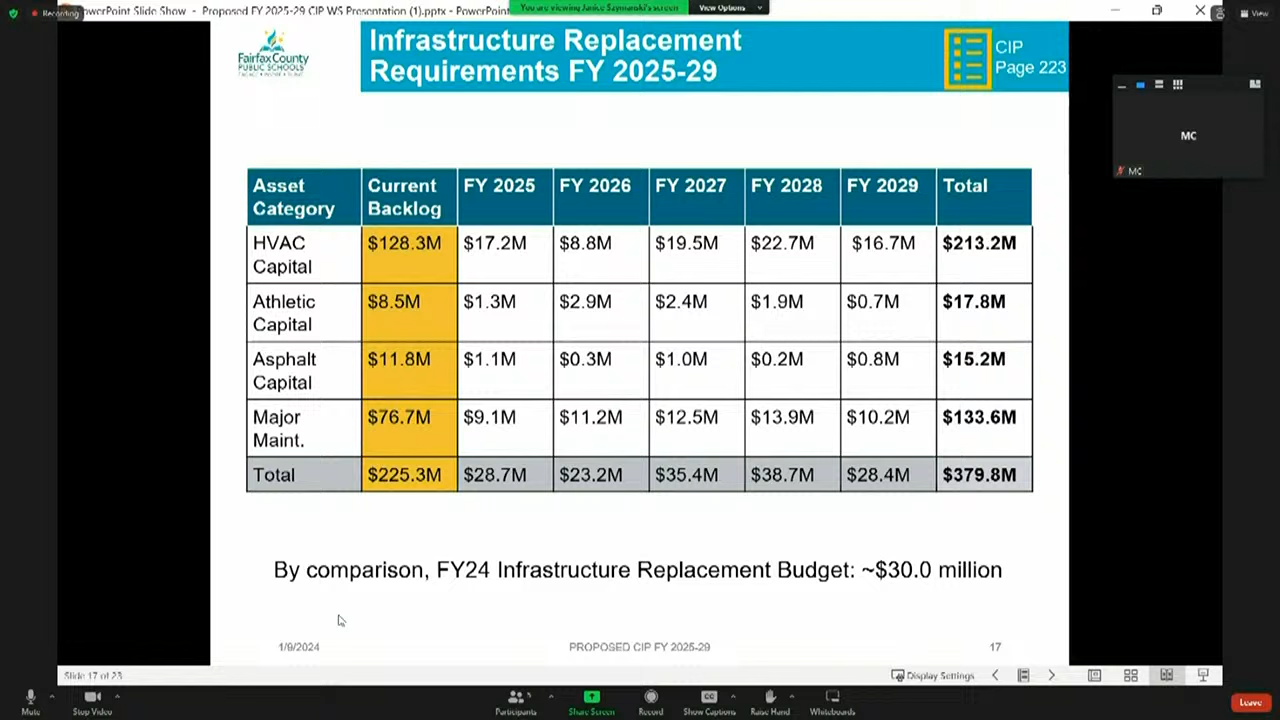 Recording
PowerPoint Slide Show - Proposed FY 2025-29 CIP WS Presentation (1).pptx - PowerPoint
You are viewing Janice Szymanski's screen
View Options
View
Fairfax County
PUBLIC SCHOOLS
Infrastructure Replacement
Requirements FY 2025-29
CIP
Page 223
MC
MC
Asset Category Current Backlog FY 2025 FY 2026 FY 2027 FY 2028 FY 2029 Total
HVAC Capital $128.3M $17.2M $8.8M $19.5M $22.7M $16.7M $213.2M
Athletic Capital $8.5M $1.3M $2.9M $2.4M $1.9M $0.7M $17.8M
Asphalt Capital $11.8M $1.1M $0.3M $1.0M $0.2M $0.8M $15.2M
Major Maint. $76.7M $9.1M $11.2M $12.5M $13.9M $10.2M $133.6M
Total $225.3M $28.7M $23.2M $35.4M $38.7M $28.4M $379.8M
By comparison, FY24 Infrastructure Replacement Budget: ~$30.0 million
1/9/2024 PROPOSED CIP FY 2025-29 17
Slide 17 of 23
Display Settings
Mute Stop Video Participants Share Screen Record Show Captions Raise Hand Whiteboards Leave